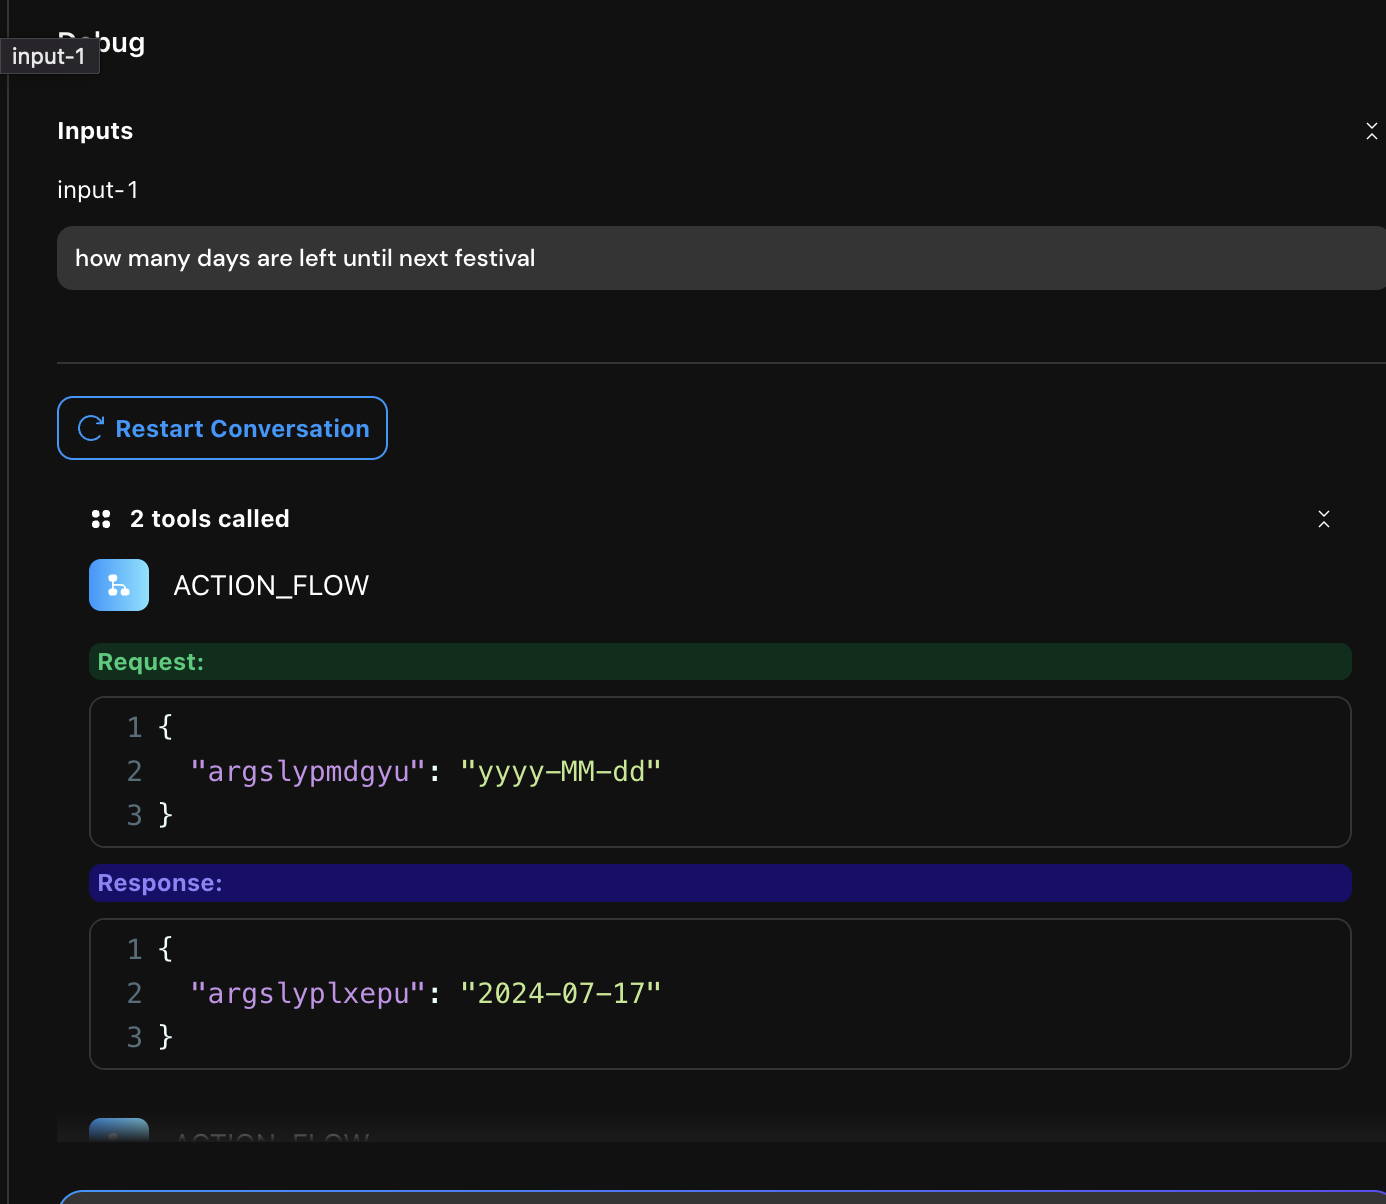 Debug
input-1
Inputs
input-1
how many days are left until next festival
Restart Conversation
2 tools called
ACTION_FLOW
Request:
1 {
2 "argslypmdgyu": "yyyy-MM-dd"
3 }
Response:
1 {
2 "argslyplxepu": "2024-07-17"
3 }
ACTION_FLOW